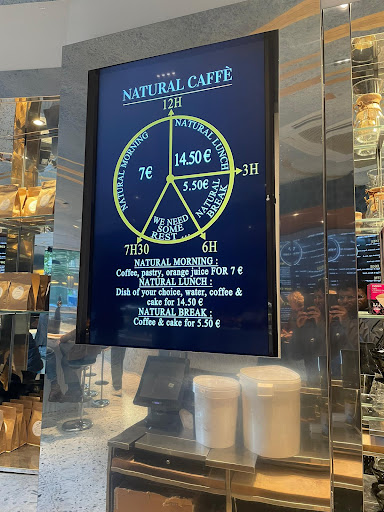 NATURAL CAFFÈ
12H
NATURAL MORNING
7€
NATURAL LUNCH
14.50 €
3H
5.50€
NATURAL BREAK
WE NEED
SOME
REST ...
7H30
6H
NATURAL MORNING :
Coffee, pastry, orange juice FOR 7 €
NATURAL LUNCH :
Dish of your choice, water, coffee &
cake for 14.50 €
NATURAL BREAK :
Coffee & cake for 5.50 €